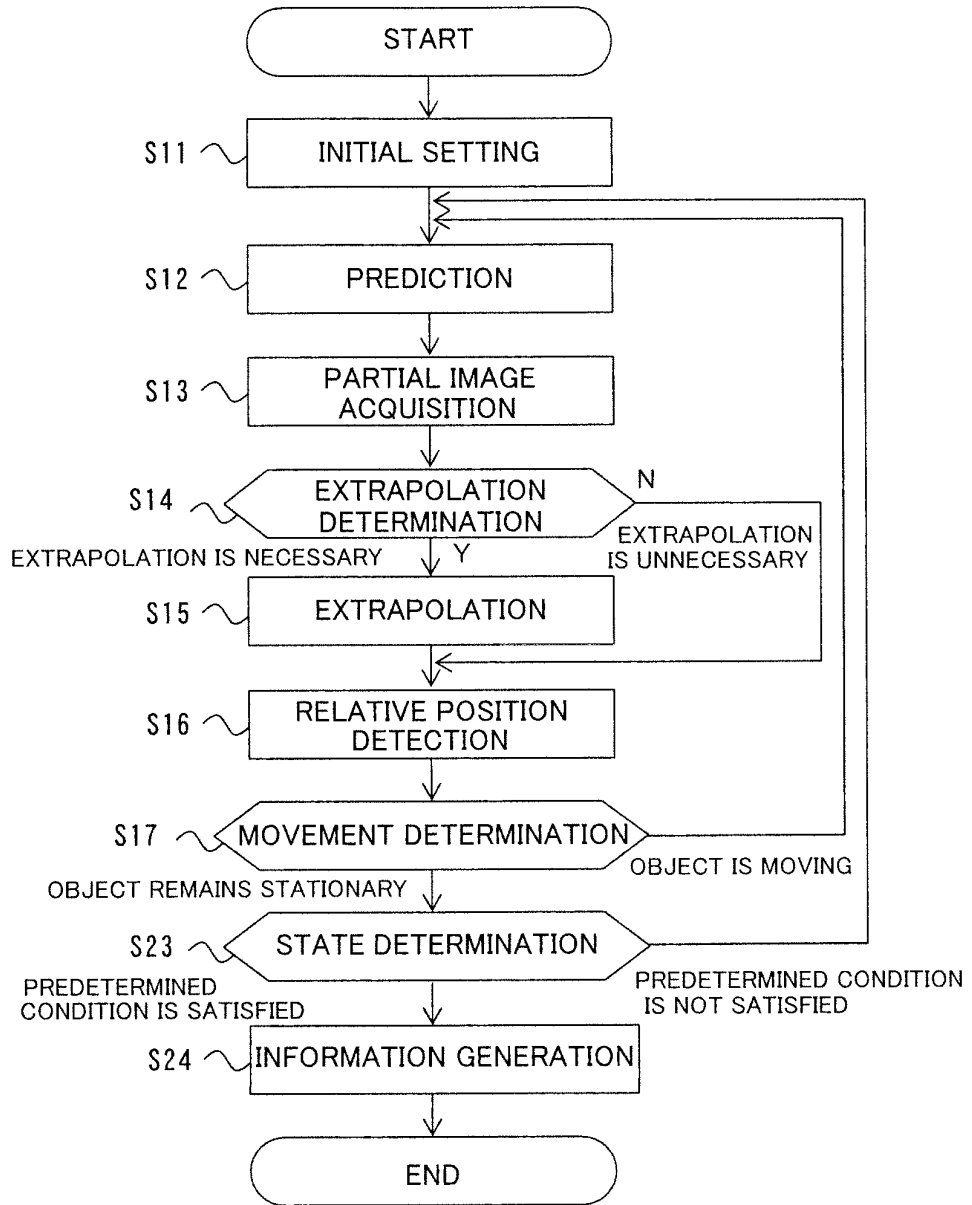 START
S11
INITIAL SETTING
S12
PREDICTION
S13
PARTIAL IMAGE
ACQUISITION
S14
EXTRAPOLATION
DETERMINATION
N
EXTRAPOLATION
IS UNNECESSARY
EXTRAPOLATION IS NECESSARY
Y
S15
EXTRAPOLATION
S16
RELATIVE POSITION
DETECTION
S17
MOVEMENT DETERMINATION
OBJECT IS MOVING
OBJECT REMAINS STATIONARY
S23
STATE DETERMINATION
PREDETERMINED
CONDITION IS SATISFIED
PREDETERMINED CONDITION
IS NOT SATISFIED
S24
INFORMATION GENERATION
END